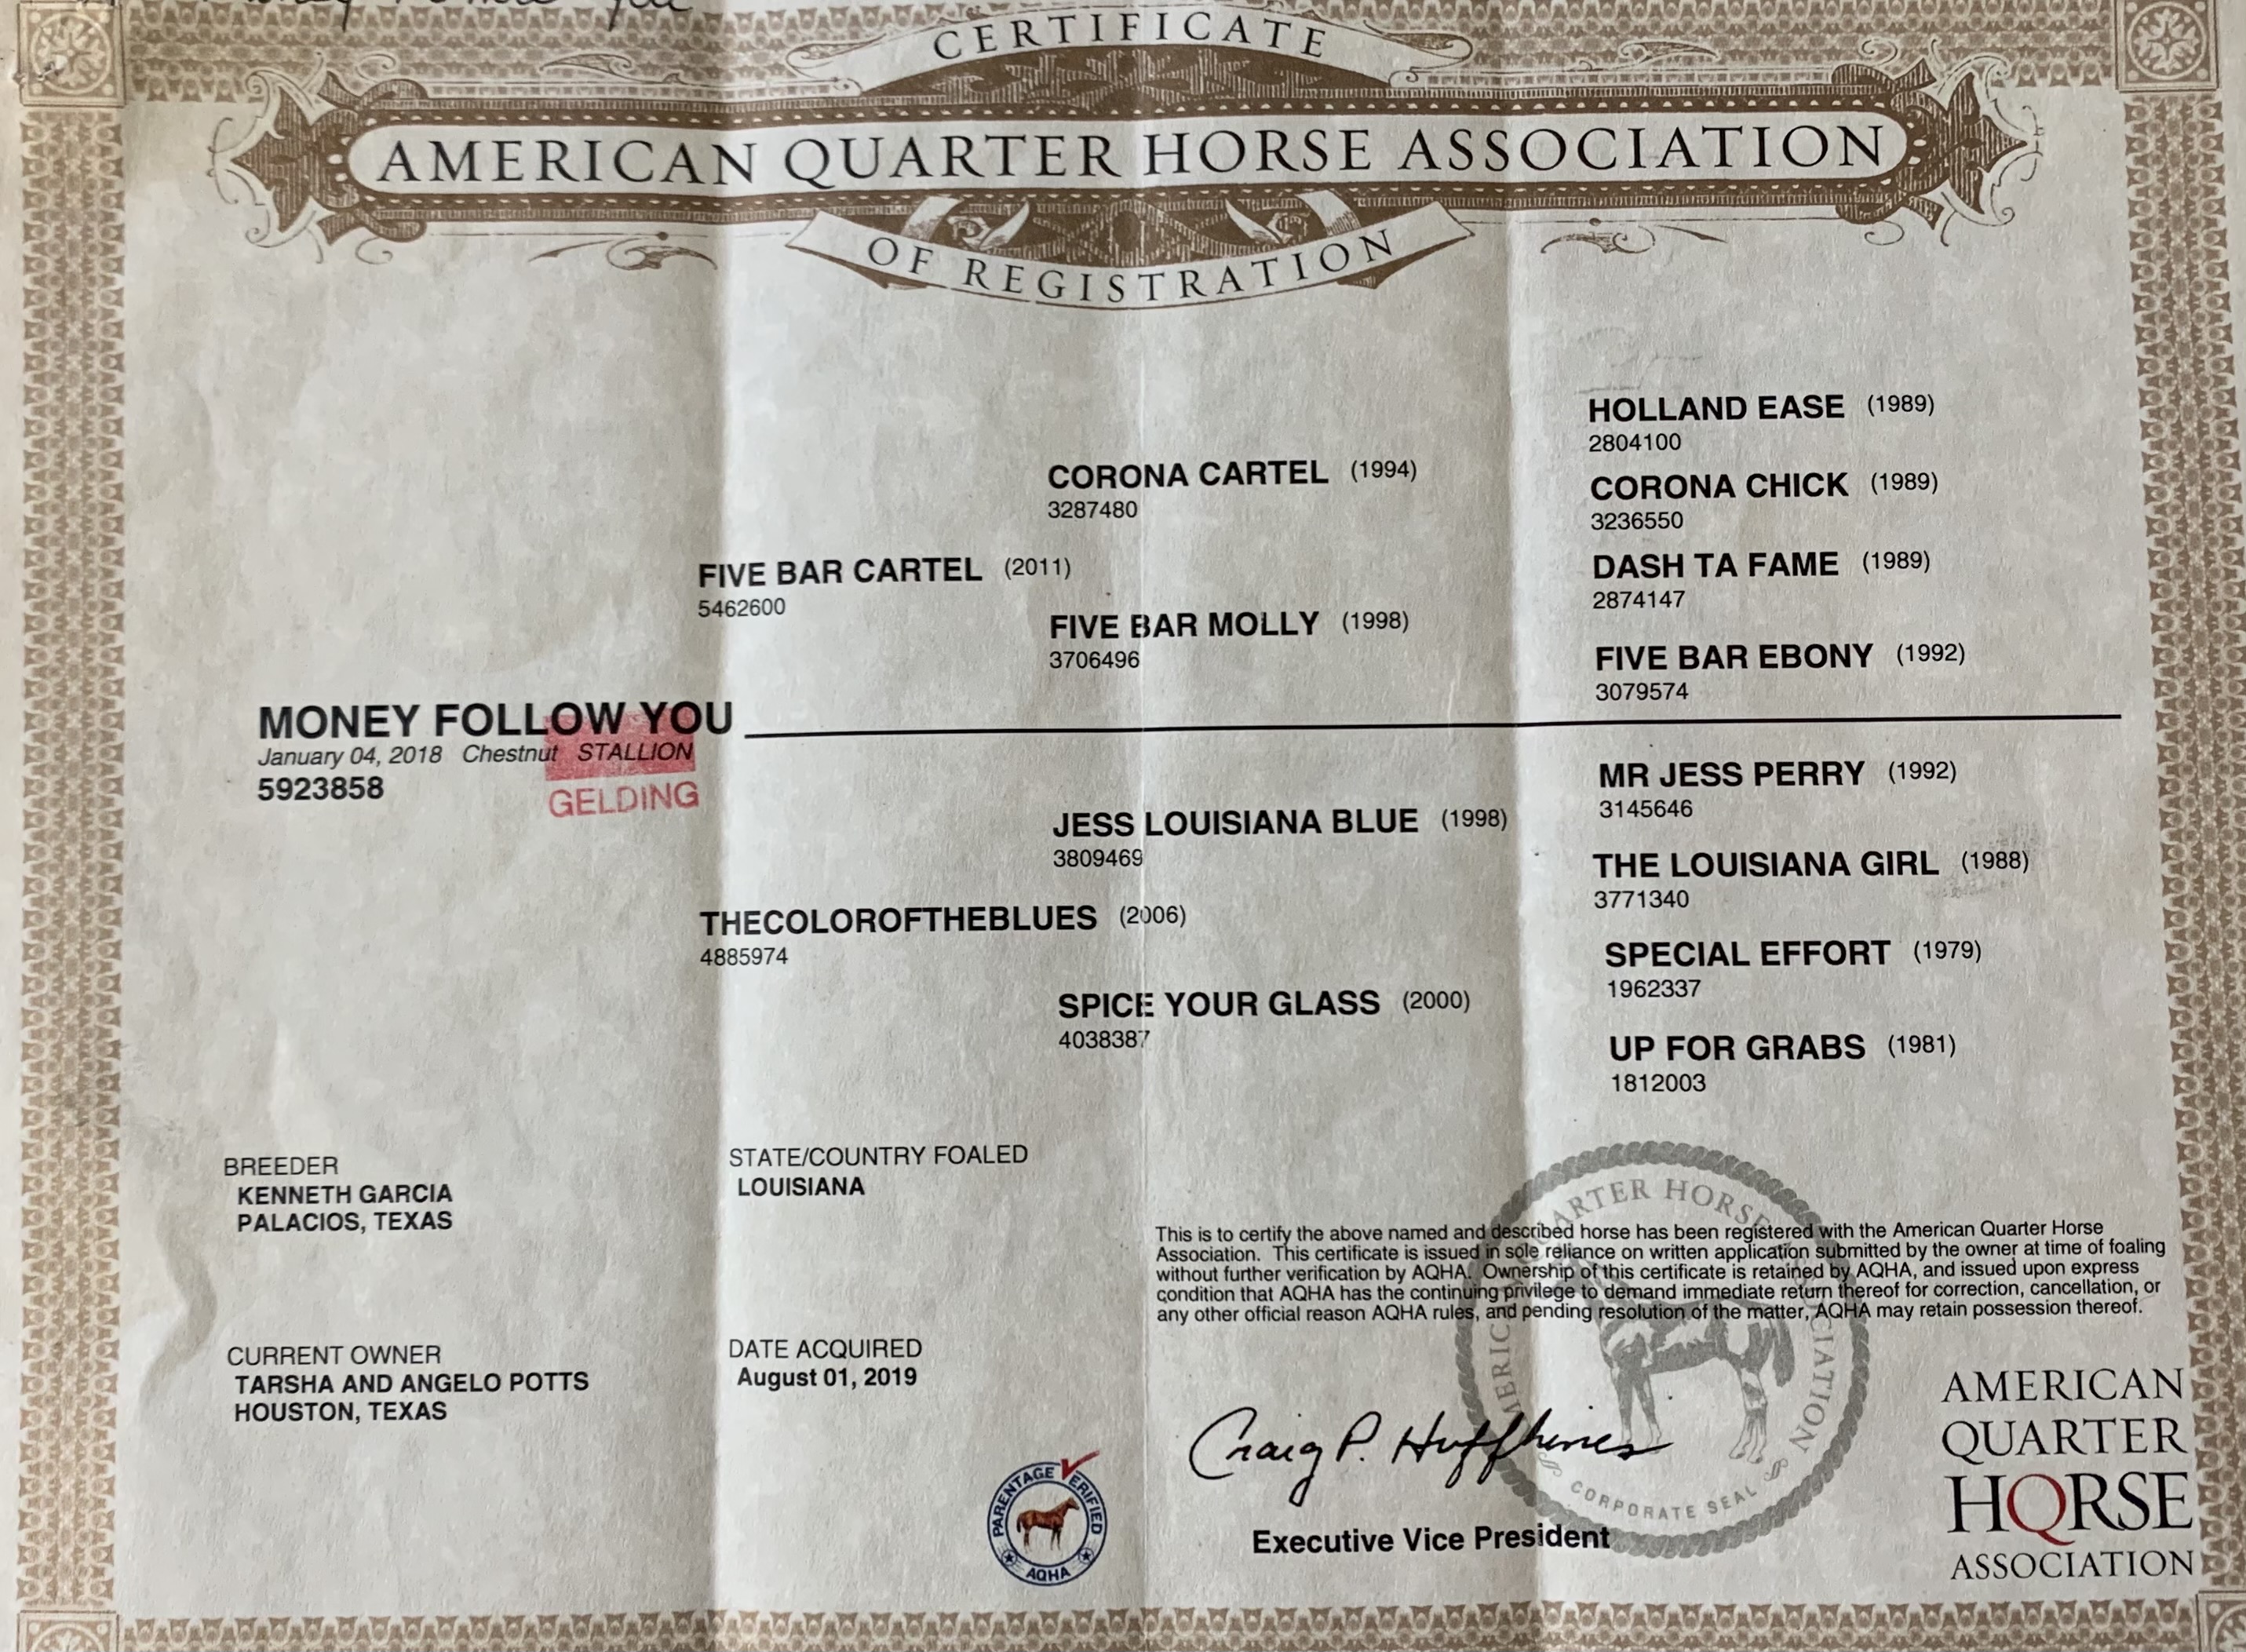 CERTIFICATE
AMERICAN QUARTER HORSE ASSOCIATION
OF REGISTRATION
HOLLAND EASE (1989)
2804100
CORONA CARTEL (1994)
3287480
CORONA CHICK (1989)
3236550
FIVE BAR CARTEL (2011)
5462600
DASH TA FAME (1989)
2874147
FIVE BAR MOLLY (1998)
3706496
FIVE BAR EBONY (1992)
3079574
MONEY FOLLOW YOU
January 04, 2018 Chestnut STALLION
5923858
GELDING
MR JESS PERRY (1992)
3145646
JESS LOUISIANA BLUE (1998)
3809469
THE LOUISIANA GIRL (1988)
3771340
THECOLOROFTHEBLUES (2006)
4885974
SPECIAL EFFORT (1979)
1962337
SPICE YOUR GLASS (2000)
4038387
UP FOR GRABS (1981)
1812003
BREEDER
KENNETH GARCIA
PALACIOS, TEXAS
STATE/COUNTRY FOALED
LOUISIANA
This is to certify the above named and described horse has been registered with the American Quarter Horse
Association. This certificate is issued in sole reliance on written application submitted by the owner at time of foaling
without further verification by AQHA. Ownership of this certificate is retained by AQHA, and issued upon express
condition that AQHA has the continuing privilege to demand immediate return thereof for correction, cancellation, or
any other official reason AQHA rules, and pending resolution of the matter, AQHA may retain possession thereof.
CURRENT OWNER
TARSHA AND ANGELO POTTS
HOUSTON, TEXAS
DATE ACQUIRED
August 01, 2019
Craig P. Huffhines
Executive Vice President
PARENTAGE VERIFIED
AQHA
QUARTER HORSE
CORPORATE SEAL
AMERICAN
QUARTER
HORSE
ASSOCIATION